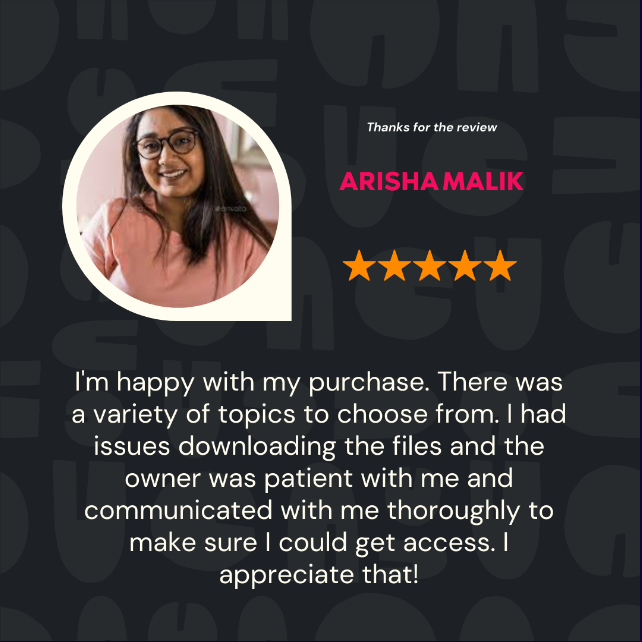 Thanks for the review
ARISHA MALIK
I'm happy with my purchase. There was
a variety of topics to choose from. I had
issues downloading the files and the
owner was patient with me and
communicated with me thoroughly to
make sure I could get access. I
appreciate that!